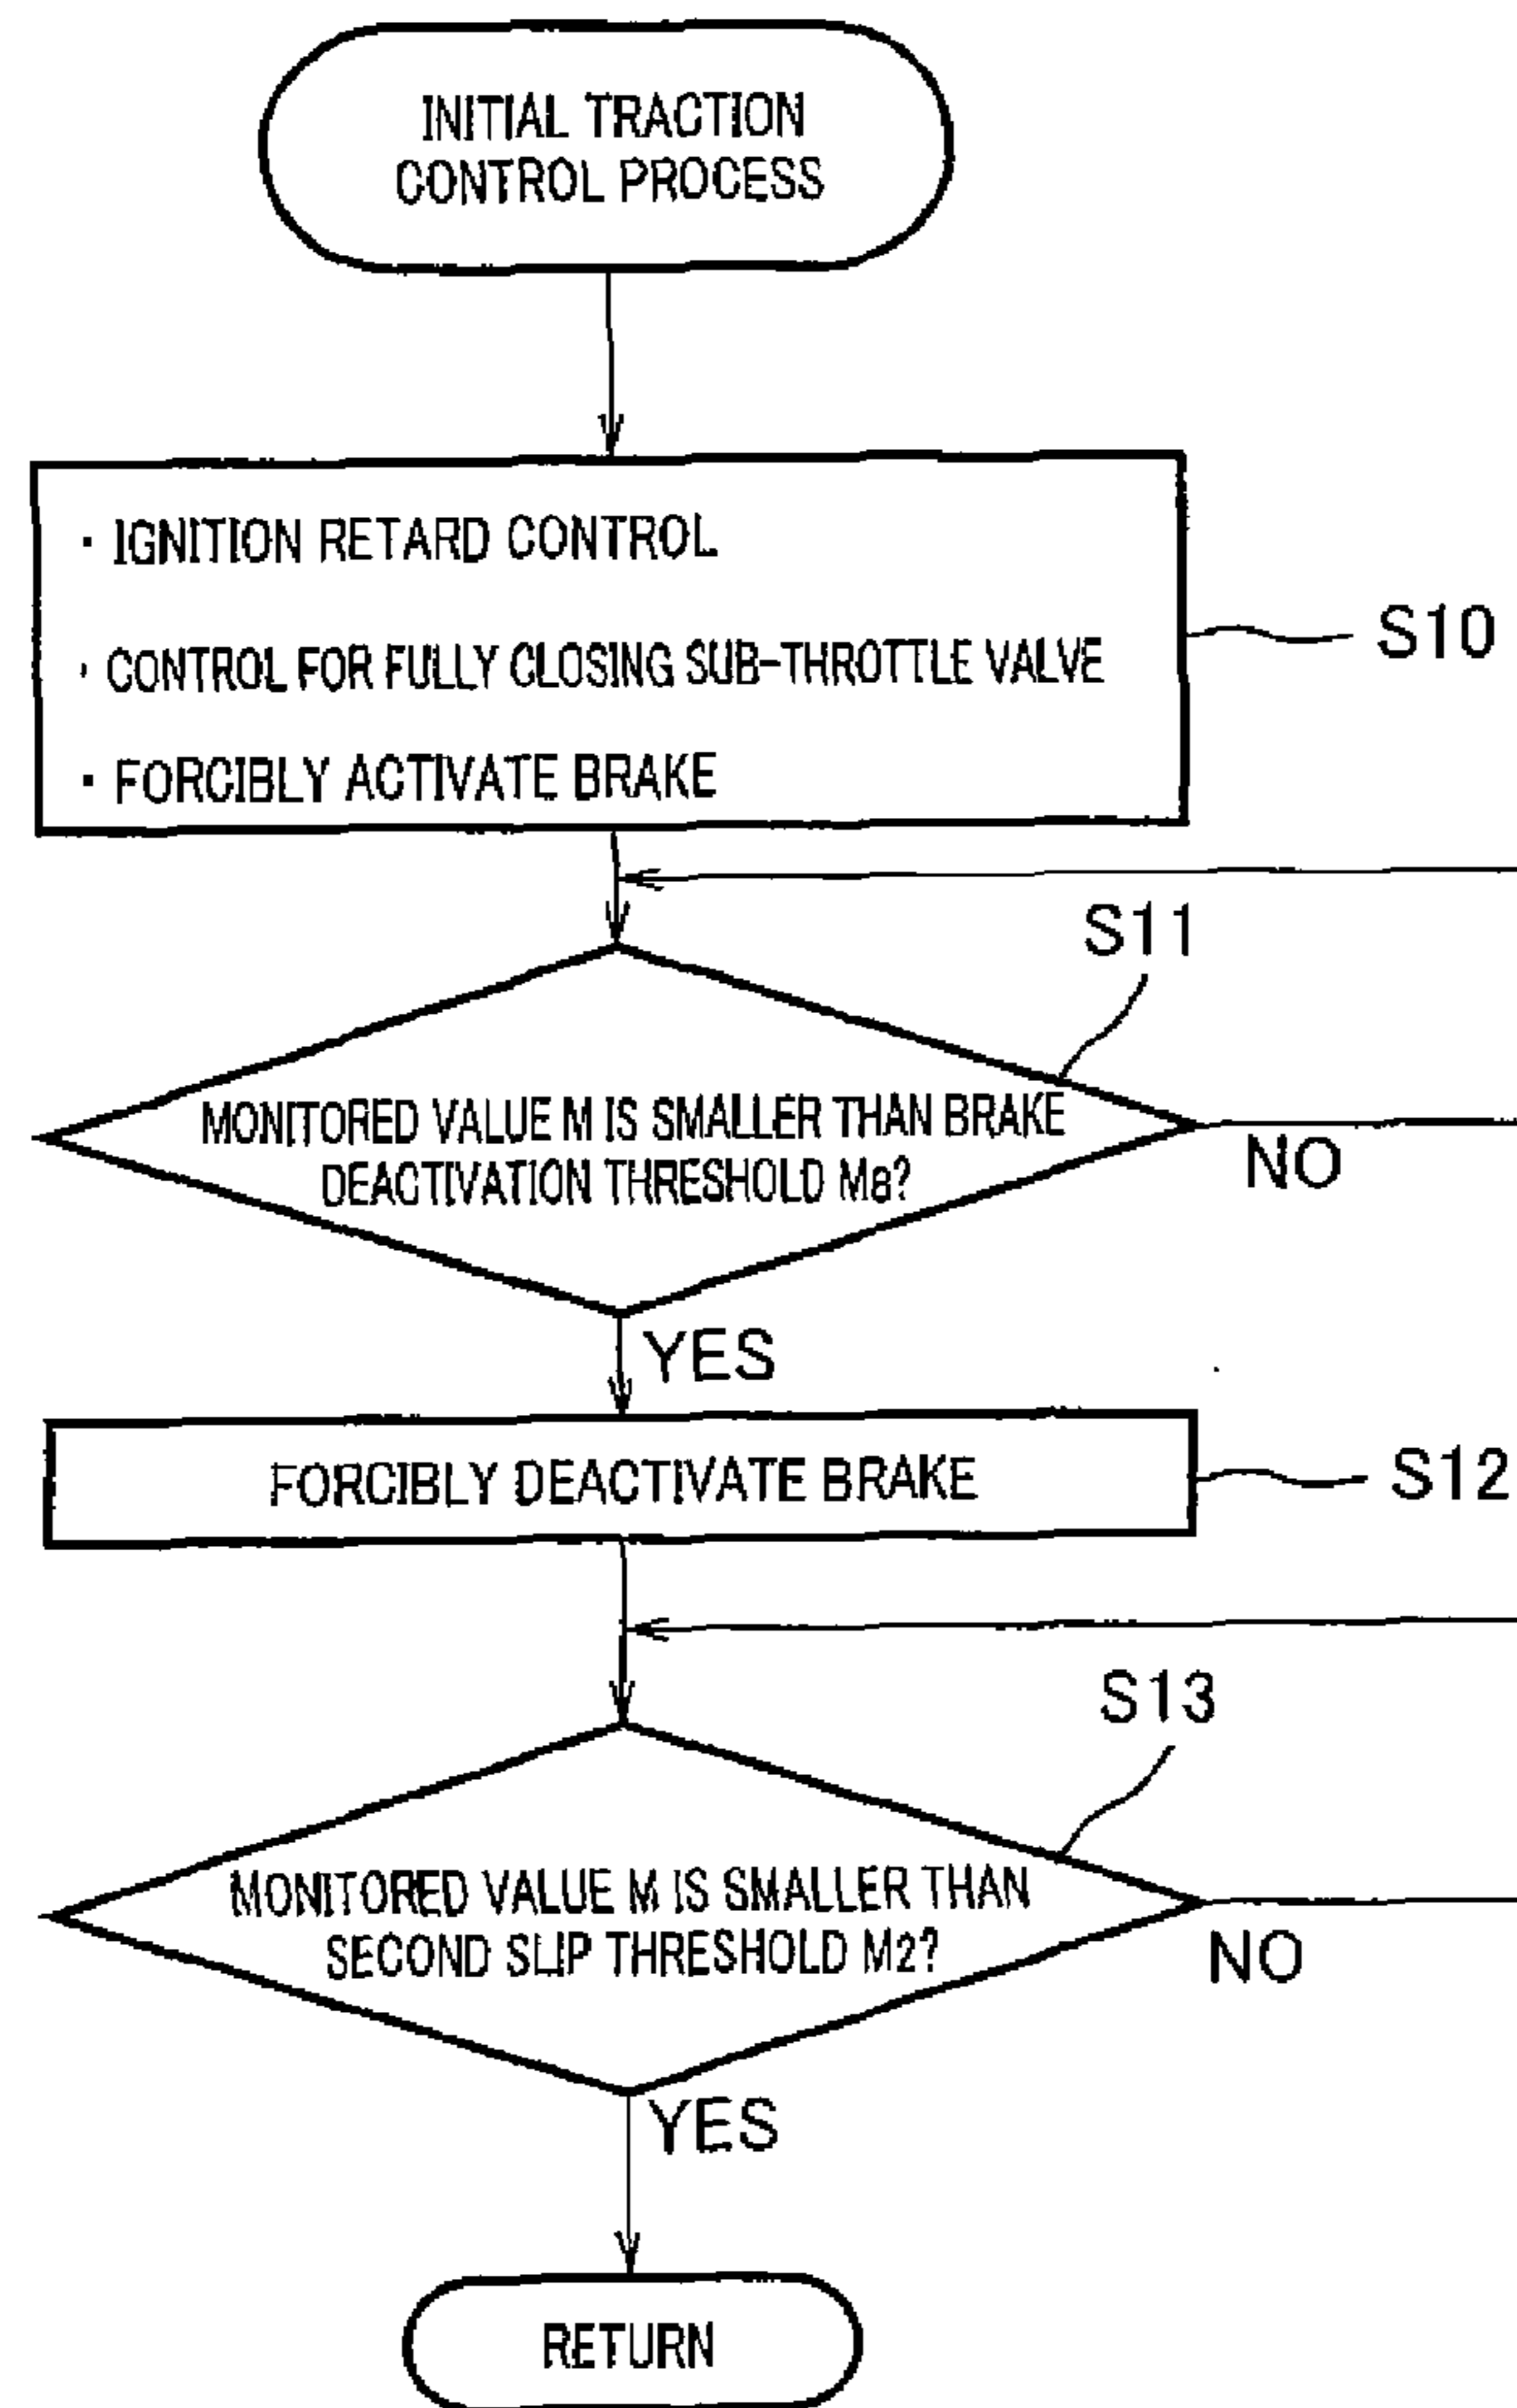 INITIAL TRACTION
CONTROL PROCESS
· IGNITION RETARD CONTROL
· CONTROL FOR FULLY CLOSING SUB-THROTTLE VALVE
· FORCIBLY ACTIVATE BRAKE
S10
S11
MONITORED VALUE M IS SMALLER THAN BRAKE
DEACTIVATION THRESHOLD M8?
NO
YES
FORCIBLY DEACTIVATE BRAKE
S12
S13
MONITORED VALUE M IS SMALLER THAN
SECOND SLIP THRESHOLD M2?
NO
YES
RETURN